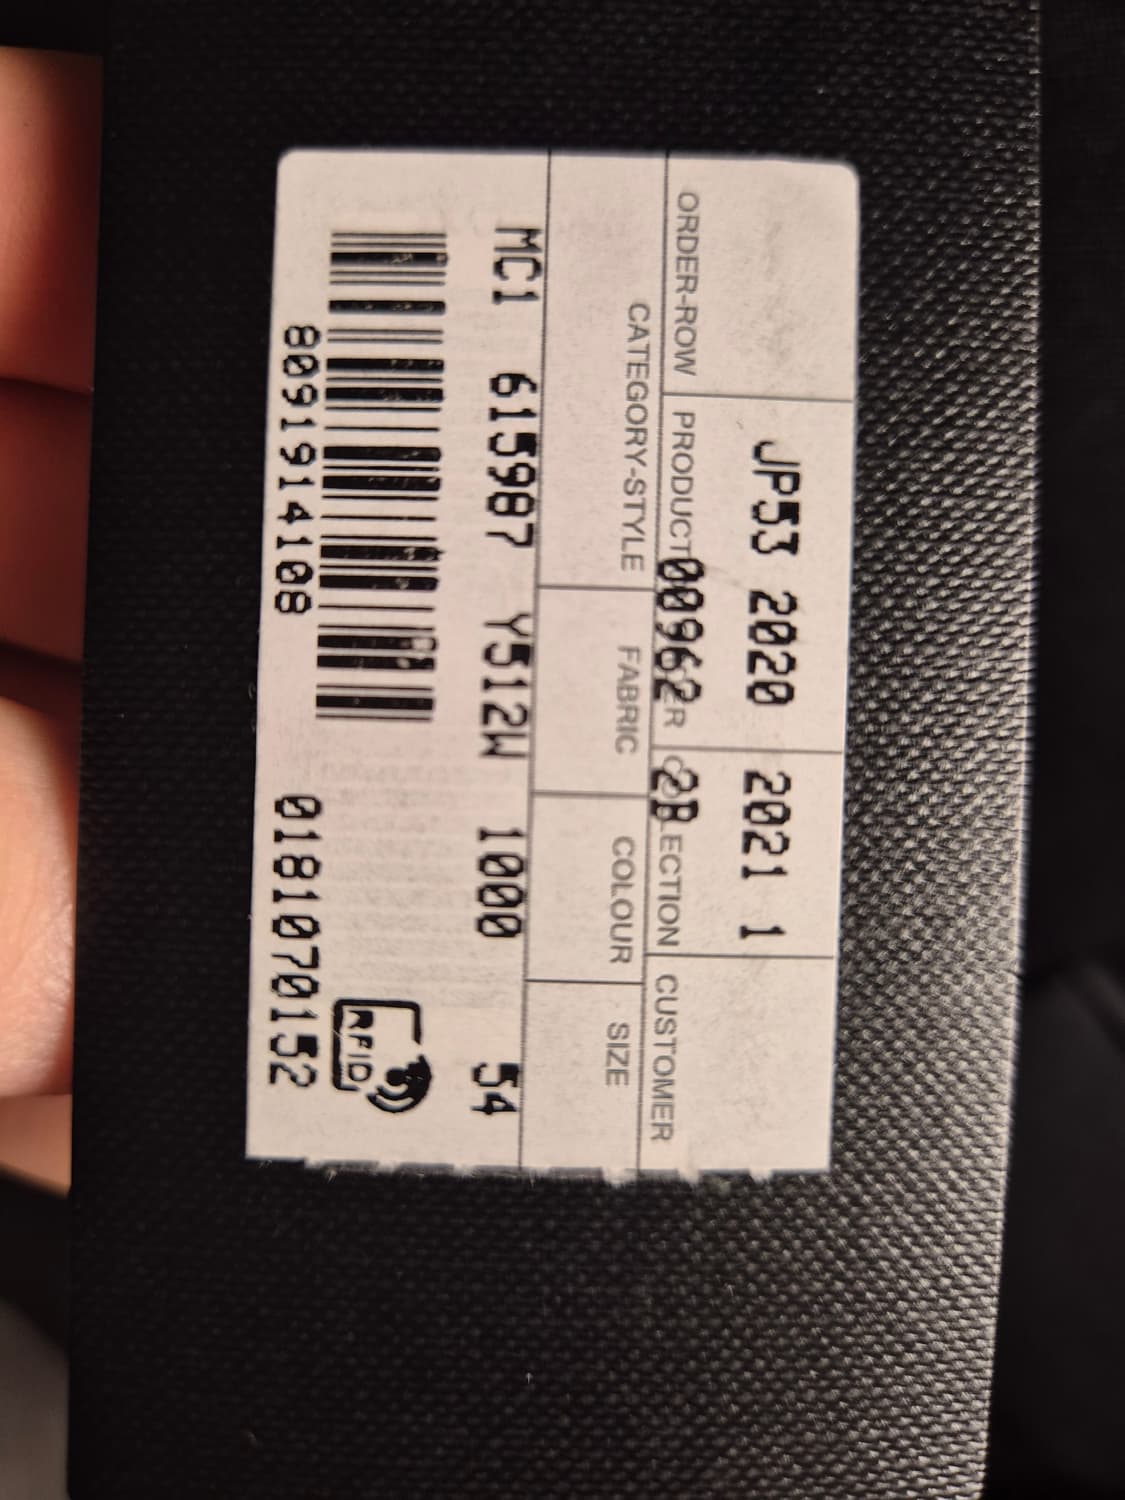 JP53 2020 2021 1
ORDER-ROW PRODUCT ER COLLECTION CUSTOMER
00962 2B
CATEGORY-STYLE FABRIC COLOUR SIZE
MC1 615987 Y512W 1000 54
RFID
8091914108 0181070152